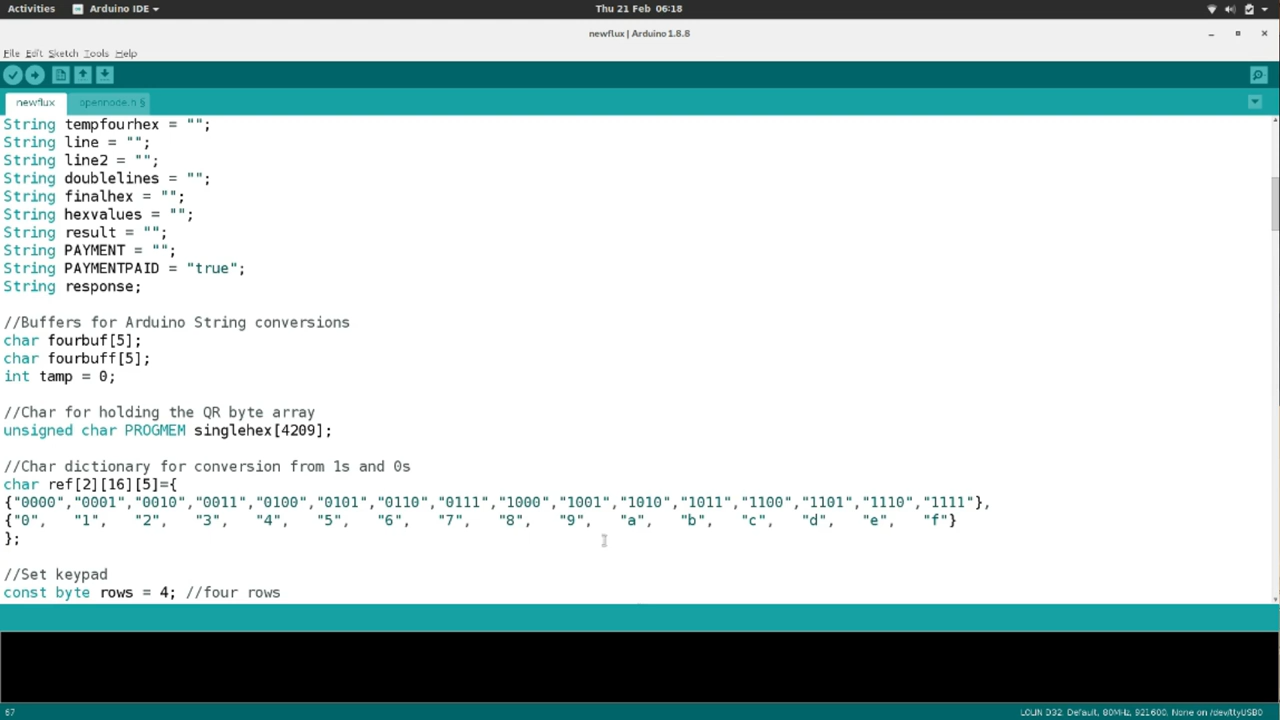 Activities Arduino IDE Thu 21 Feb 06:18
newflux | Arduino 1.8.8
File Edit Sketch Tools Help
newflux opennode.h §
String tempfourhex = "";
String line = "";
String line2 = "";
String doublelines = "";
String finalhex = "";
String hexvalues = "";
String result = "";
String PAYMENT = "";
String PAYMENTPAID = "true";
String response;
//Buffers for Arduino String conversions
char fourbuf[5];
char fourbuff[5];
int tamp = 0;
//Char for holding the QR byte array
unsigned char PROGMEM singlehex[4209];
//Char dictionary for conversion from 1s and 0s
char ref[2][16][5]={
{"0000","0001","0010","0011","0100","0101","0110","0111","1000","1001","1010","1011","1100","1101","1110","1111"},
{"0", "1", "2", "3", "4", "5", "6", "7", "8", "9", "a", "b", "c", "d", "e", "f"}
};
//Set keypad
const byte rows = 4; //four rows
67 LOLIN D32, Default, 80MHz, 921600, None on /dev/ttyUSB0